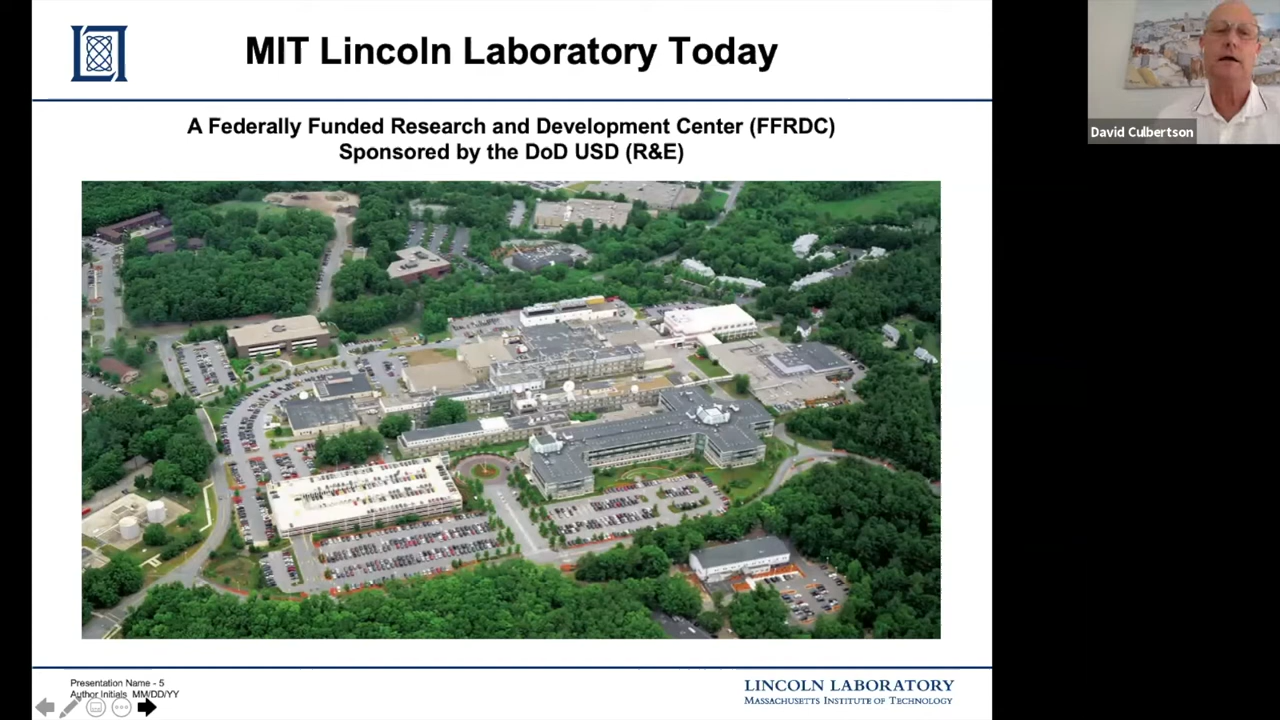 MIT Lincoln Laboratory Today
A Federally Funded Research and Development Center (FFRDC)
Sponsored by the DoD USD (R&E)
David Culbertson
Presentation Name - 5
Author Initials MM/DD/YY
LINCOLN LABORATORY
MASSACHUSETTS INSTITUTE OF TECHNOLOGY